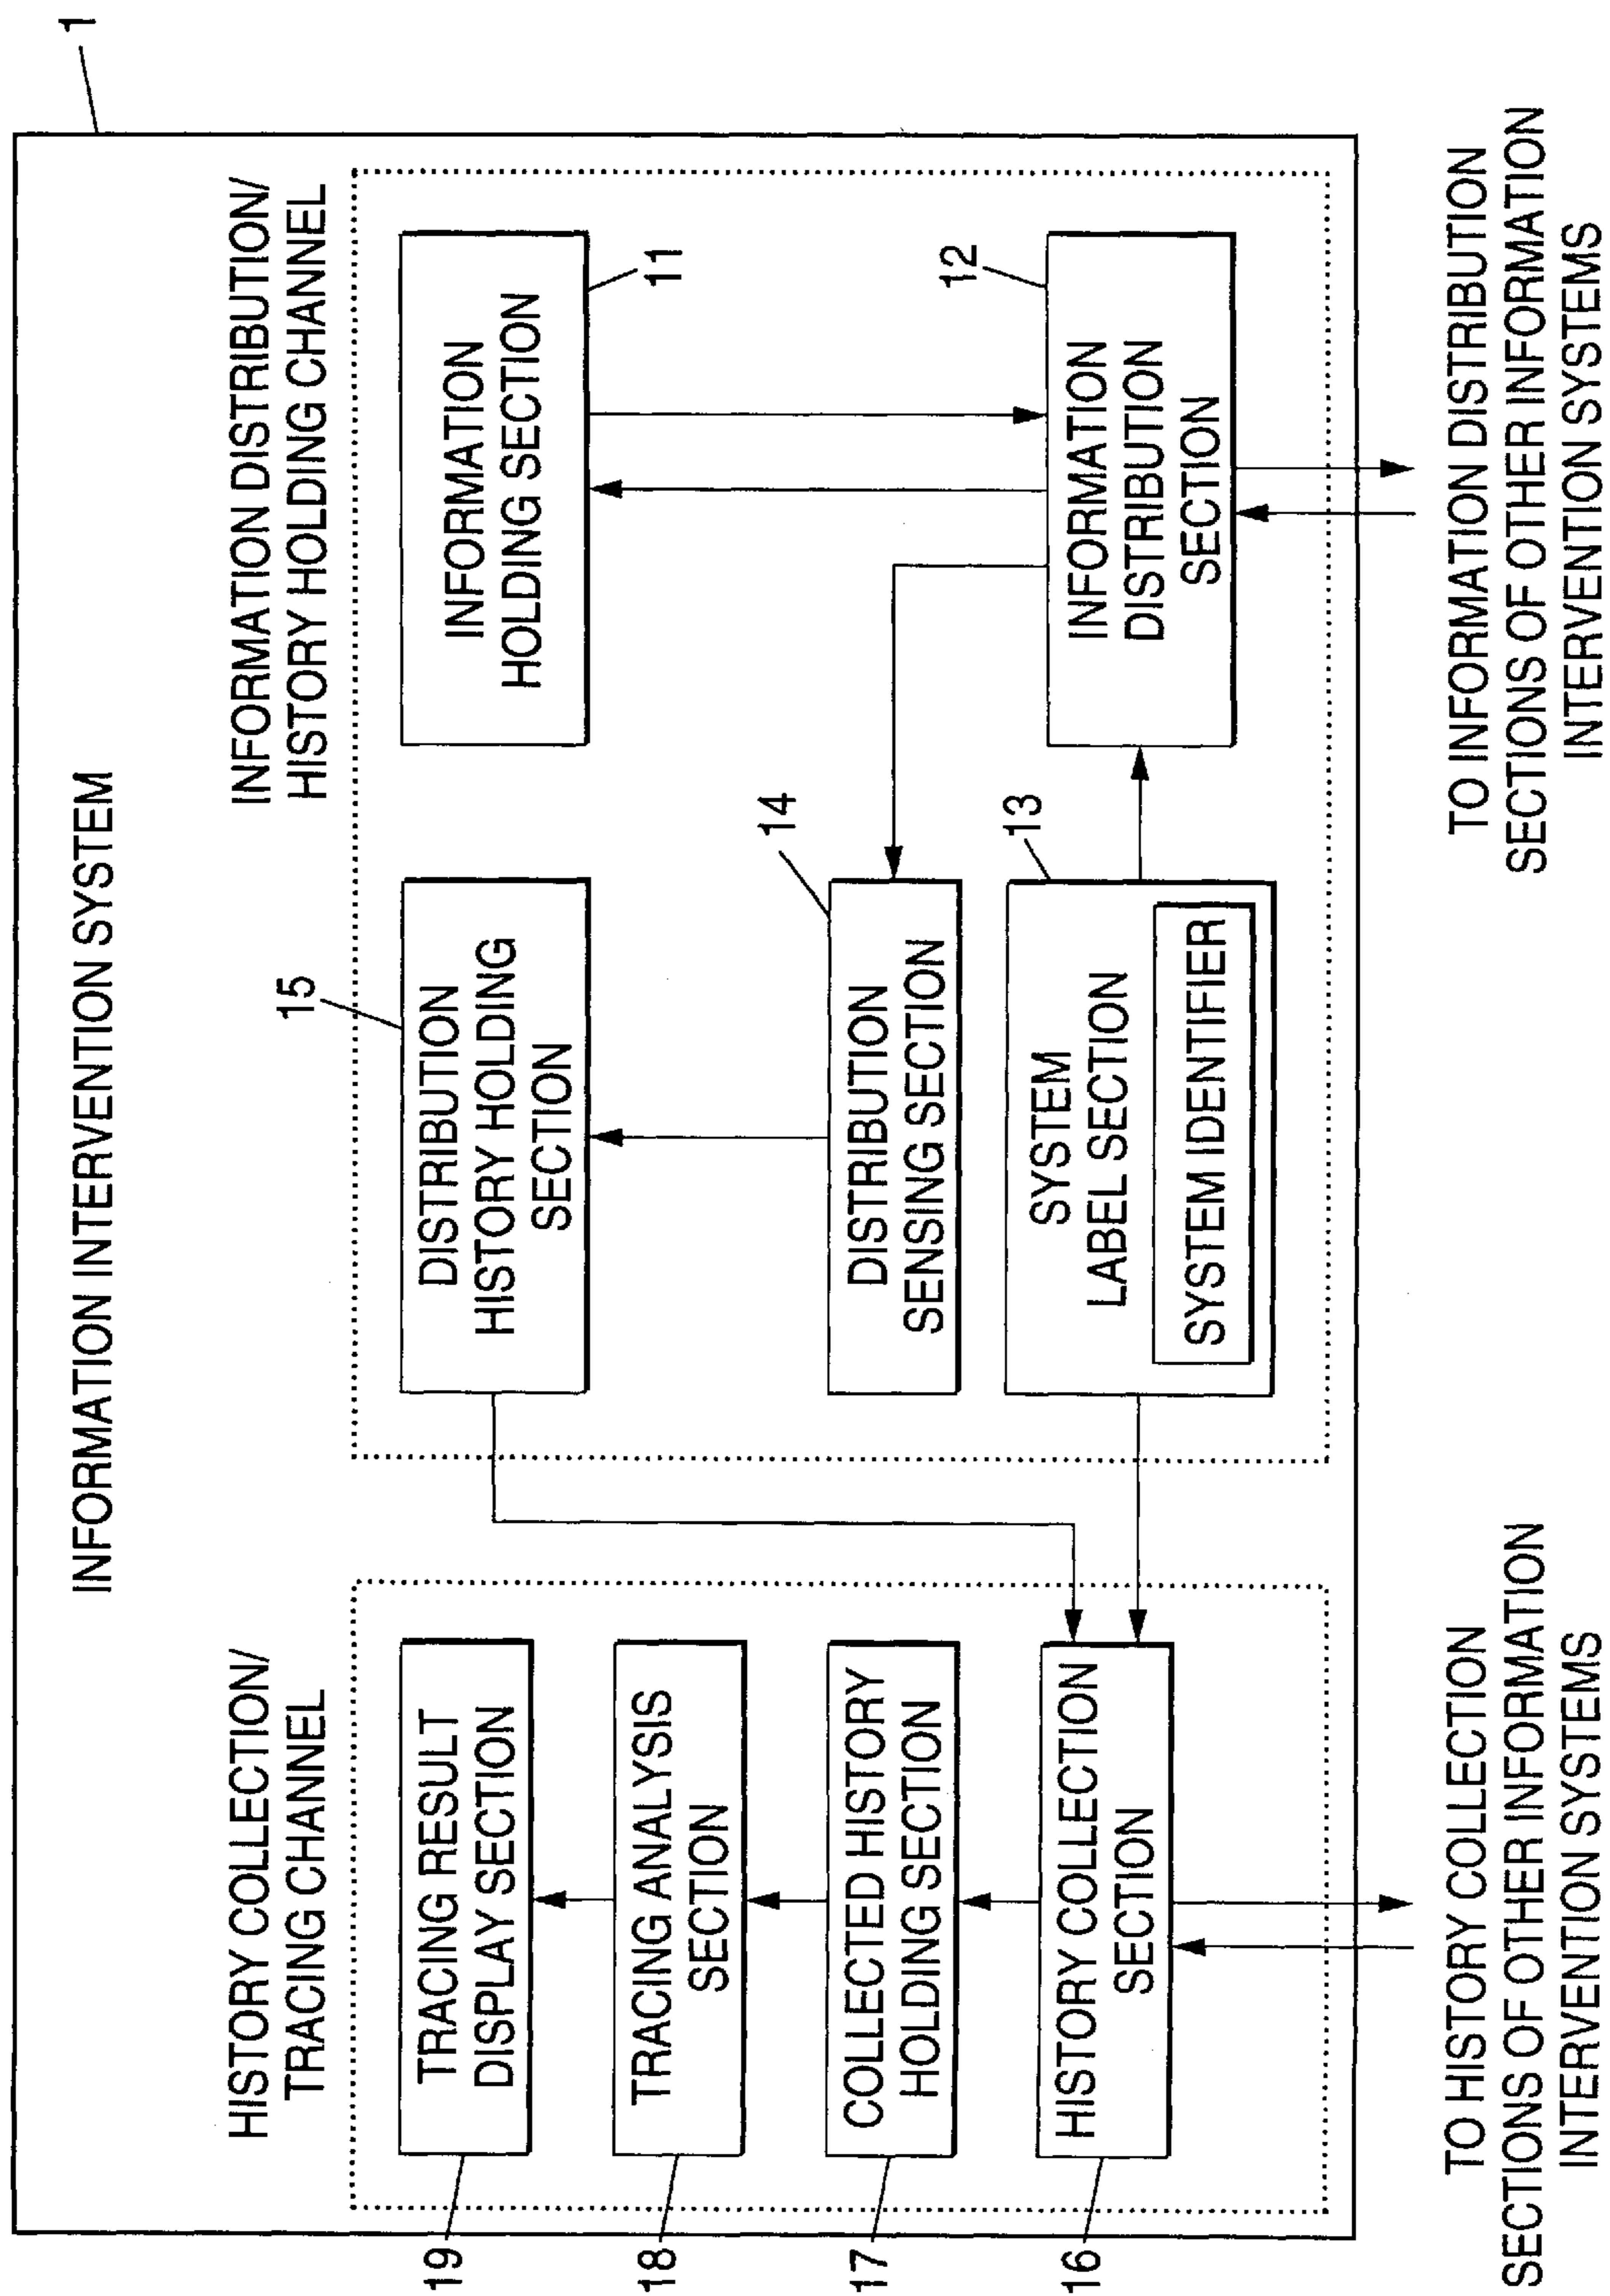 1
INFORMATION INTERVENTION SYSTEM
HISTORY COLLECTION/
TRACING CHANNEL
19
TRACING RESULT
DISPLAY SECTION
18
TRACING ANALYSIS
SECTION
17
COLLECTED HISTORY
HOLDING SECTION
16
HISTORY COLLECTION
SECTION
TO HISTORY COLLECTION
SECTIONS OF OTHER INFORMATION
INTERVENTION SYSTEMS
INFORMATION DISTRIBUTION/
HISTORY HOLDING CHANNEL
15
DISTRIBUTION
HISTORY HOLDING
SECTION
14
DISTRIBUTION
SENSING SECTION
13
SYSTEM
LABEL SECTION
SYSTEM IDENTIFIER
INFORMATION
HOLDING SECTION
11
12
INFORMATION
DISTRIBUTION
SECTION
TO INFORMATION DISTRIBUTION
SECTIONS OF OTHER INFORMATION
INTERVENTION SYSTEMS